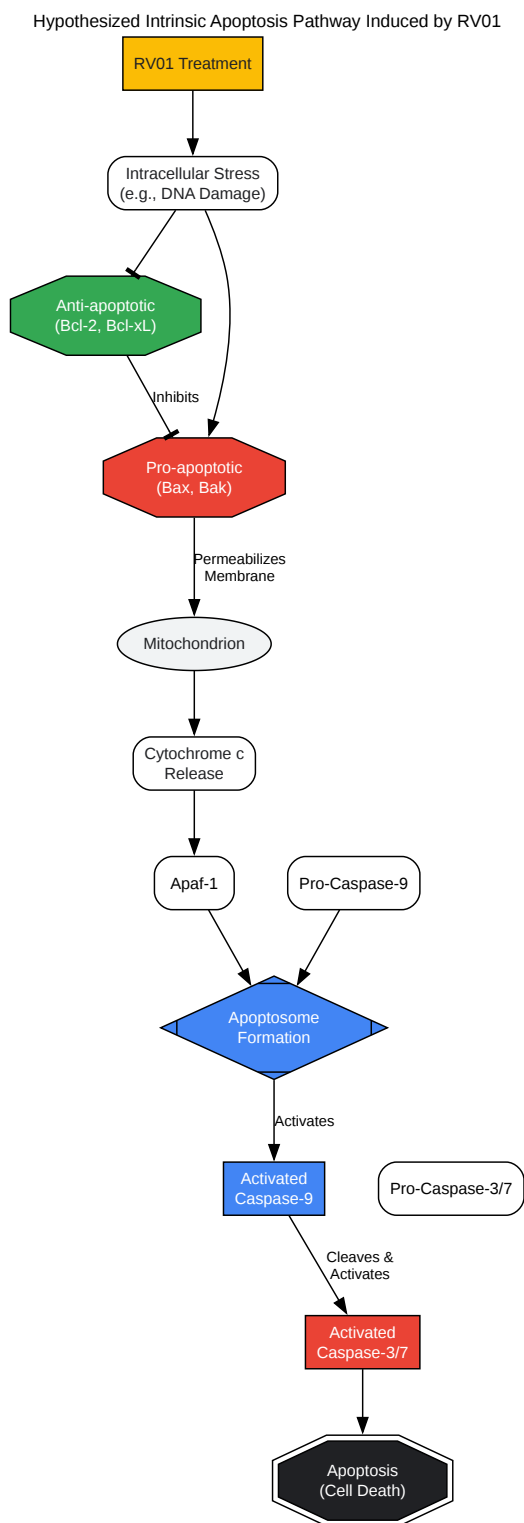 Hypothesized Intrinsic Apoptosis Pathway Induced by RV01
RV01 Treatment
Intracellular Stress
(e.g., DNA Damage)
Anti-apoptotic
(Bcl-2, Bcl-xL)
Inhibits
Pro-apoptotic
(Bax, Bak)
Permeabilizes
Membrane
Mitochondrion
Cytochrome c
Release
Apaf-1
Pro-Caspase-9
Apoptosome
Formation
Activates
Activated
Caspase-9
Pro-Caspase-3/7
Cleaves &
Activates
Activated
Caspase-3/7
Apoptosis
(Cell Death)